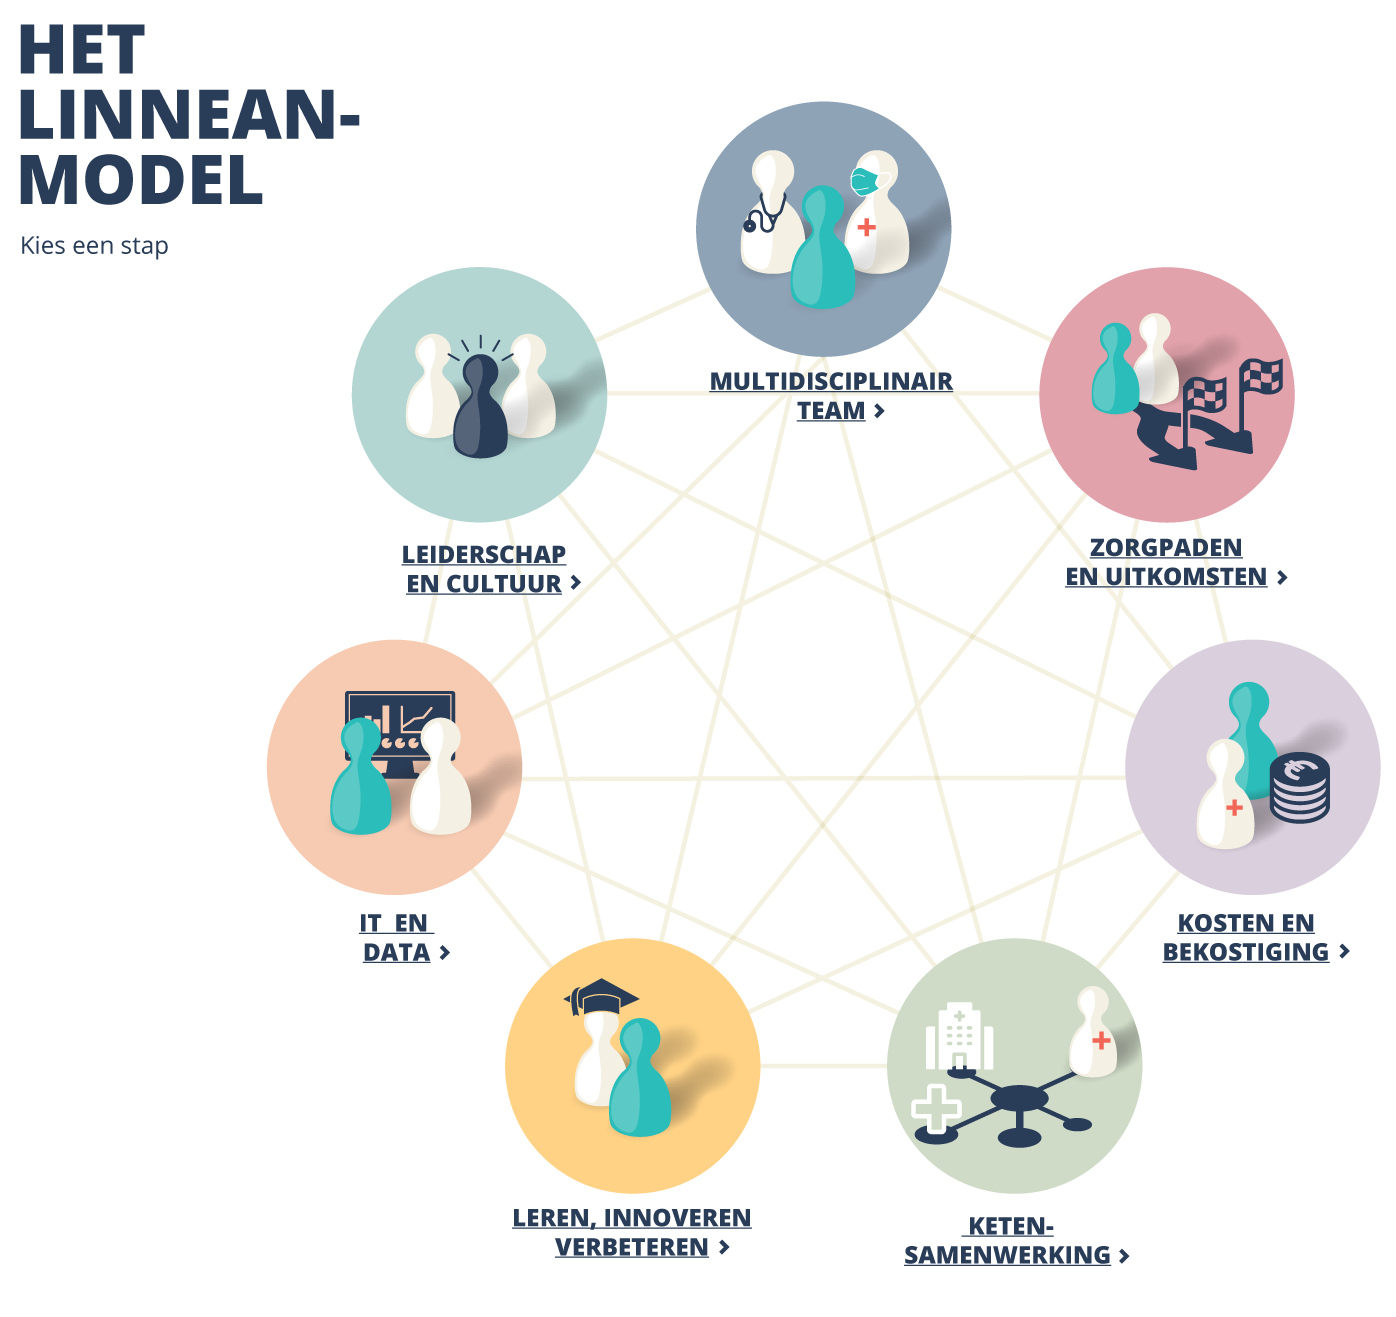 HET
LINNEAN-
MODEL
Kies een stap
MULTIDISCIPLINAIR
TEAM >
LEIDERSCHAP
EN CULTUUR >
ZORGPADEN
EN UITKOMSTEN >
IT EN
DATA >
KOSTEN EN
BEKOSTIGING >
LEREN, INNOVEREN
VERBETEREN >
KETEN-
SAMENWERKING >